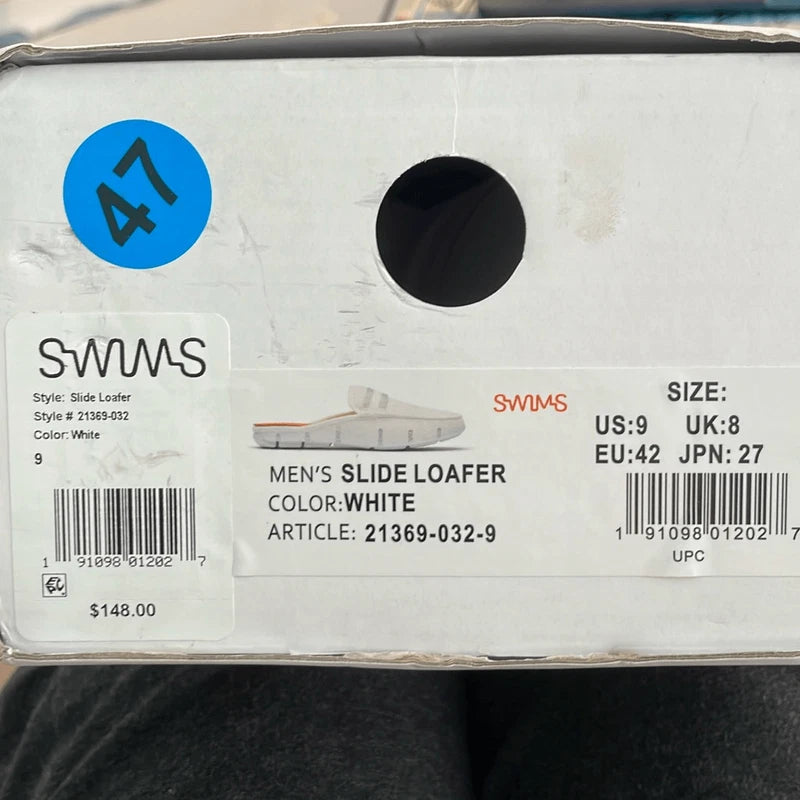 47
SWIMS
Style: Slide Loafer
Style # 21369-032
Color: White
9
1 91098 01202 7
$148.00
SWIMS
MEN'S SLIDE LOAFER
COLOR:WHITE
ARTICLE: 21369-032-9
SIZE:
US:9 UK:8
EU:42 JPN: 27
1 91098 01202 7
UPC